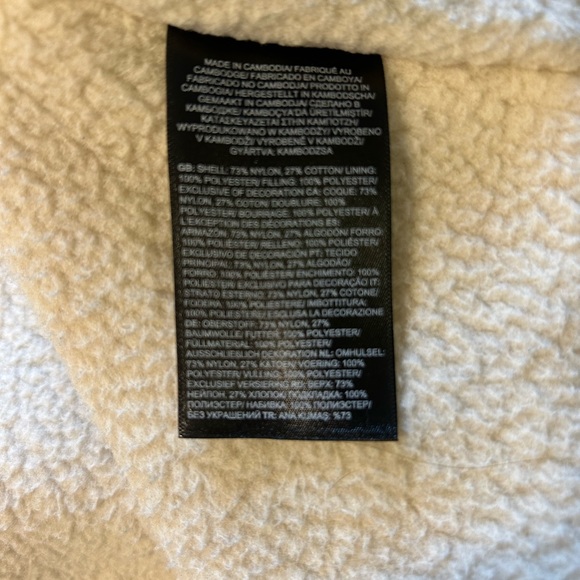 MADE IN CAMBODIA/ FABRIQUÉ AU
CAMBODGE/ FABRICADO EN CAMBOYA/
FABRICADO NO CAMBODJA/ PRODOTTO IN
CAMBOGIA/ HERGESTELLT IN KAMBODSCHA/
GEMAAKT IN CAMBODJA/ СДЕЛАНО В
КАМБОДЖЕ/ KAMBOÇYA'DA ÜRETİLMİŞTİR/
ΚΑΤΑΣΚΕΥΑΖΕΤΑΙ ΣΤΗΝ ΚΑΜΠΟΤΖΗ/
WYPRODUKOWANO W KAMBODŻY/ VYROBENO
V KAMBODŽI/ VYROBENÉ V KAMBODŽI/
GYÁRTVA: KAMBODZSA
GB: SHELL: 73% NYLON, 27% COTTON/ LINING:
100% POLYESTER/ FILLING: 100% POLYESTER/
EXCLUSIVE OF DECORATION CA: COQUE: 73%
NYLON, 27% COTON/ DOUBLURE: 100%
POLYESTER/ BOURRAGE: 100% POLYESTER/ À
L'EXCEPTION DES DÉCORATIONS ES:
ARMAZÓN: 73% NYLON, 27% ALGODÓN/ FORRO:
100% POLIÉSTER/ RELLENO: 100% POLIÉSTER/
EXCLUSIVO DE DECORACIÓN PT: TECIDO
PRINCIPAL: 73% NYLON, 27% ALGODÃO/
FORRO: 100% POLIÉSTER/ ENCHIMENTO: 100%
POLIÉSTER/ EXCLUSIVO PARA DECORAÇÃO IT:
STRATO ESTERNO: 73% NYLON, 27% COTONE/
FODERA: 100% POLIESTERE/ IMBOTTITURA:
100% POLIESTERE/ ESCLUSA LA DECORAZIONE
DE: OBERSTOFF: 73% NYLON, 27%
BAUMWOLLE/ FUTTER: 100% POLYESTER/
FÜLLMATERIAL: 100% POLYESTER/
AUSSCHLIESSLICH DEKORATION NL: OMHULSEL:
73% NYLON, 27% KATOEN/ VOERING: 100%
POLYESTER/ VULLING: 100% POLYESTER/
EXCLUSIEF VERSIERING RU: ВЕРХ: 73%
НЕЙЛОН, 27% ХЛОПОК/ ПОДКЛАДКА: 100%
ПОЛИЭСТЕР/ НАБИВКА: 100% ПОЛИЭСТЕР/
БЕЗ УКРАШЕНИЙ TR: ANA KUMAŞ: %73